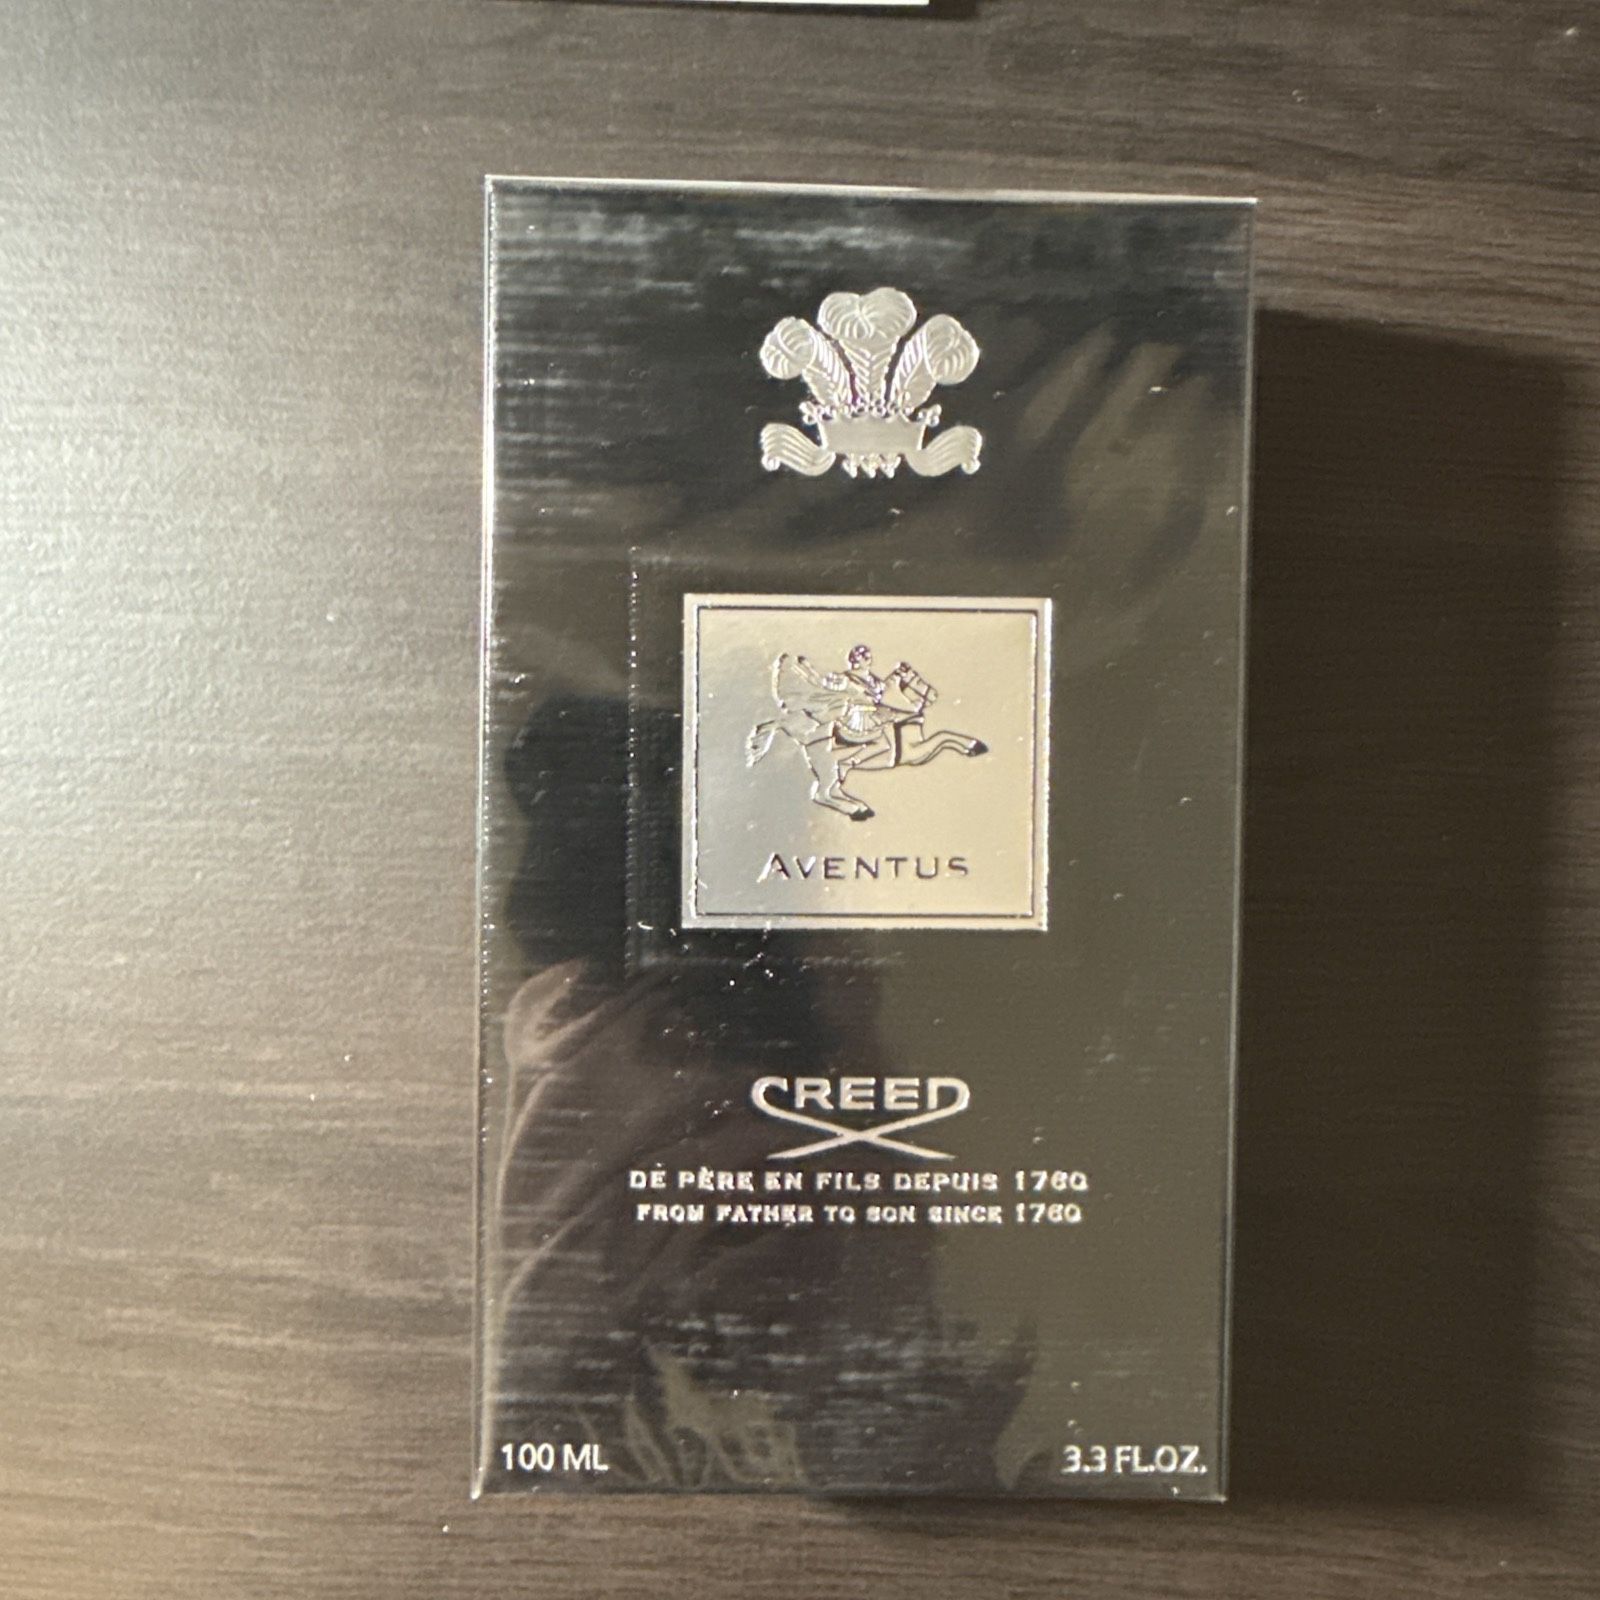 AVENTUS
CREED
DE PÈRE EN FILS DEPUIS 1760
FROM FATHER TO SON SINCE 1760
100 ML
3.3 FL.OZ.